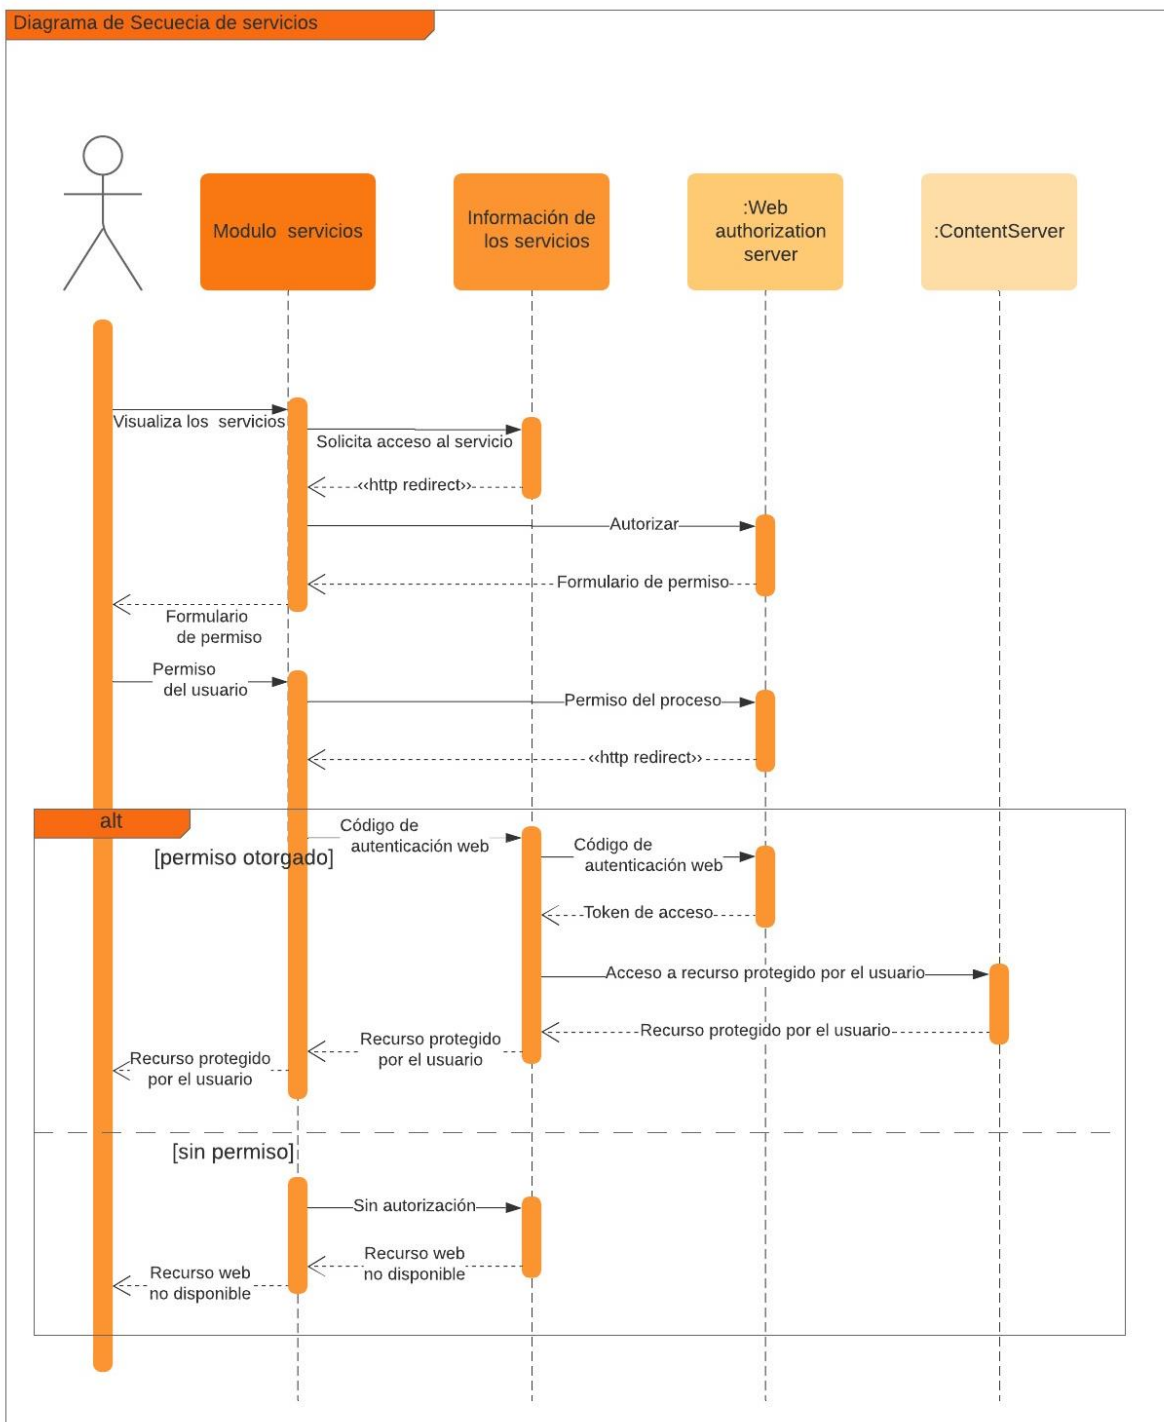 Diagrama de Secuecia de servicios
Modulo servicios
Información de
los servicios
:Web
authorization
server
:ContentServer
Visualiza los servicios
Solicita acceso al servicio
‹‹http redirect››
Autorizar
Formulario de permiso
Formulario
de permiso
Permiso
del usuario
Permiso del proceso
‹‹http redirect››
alt
[permiso otorgado]
Código de
autenticación web
Código de
autenticación web
Token de acceso
Acceso a recurso protegido por el usuario
Recurso protegido por el usuario
Recurso protegido
por el usuario
Recurso protegido
por el usuario
[sin permiso]
Sin autorización
Recurso web
no disponible
Recurso web
no disponible